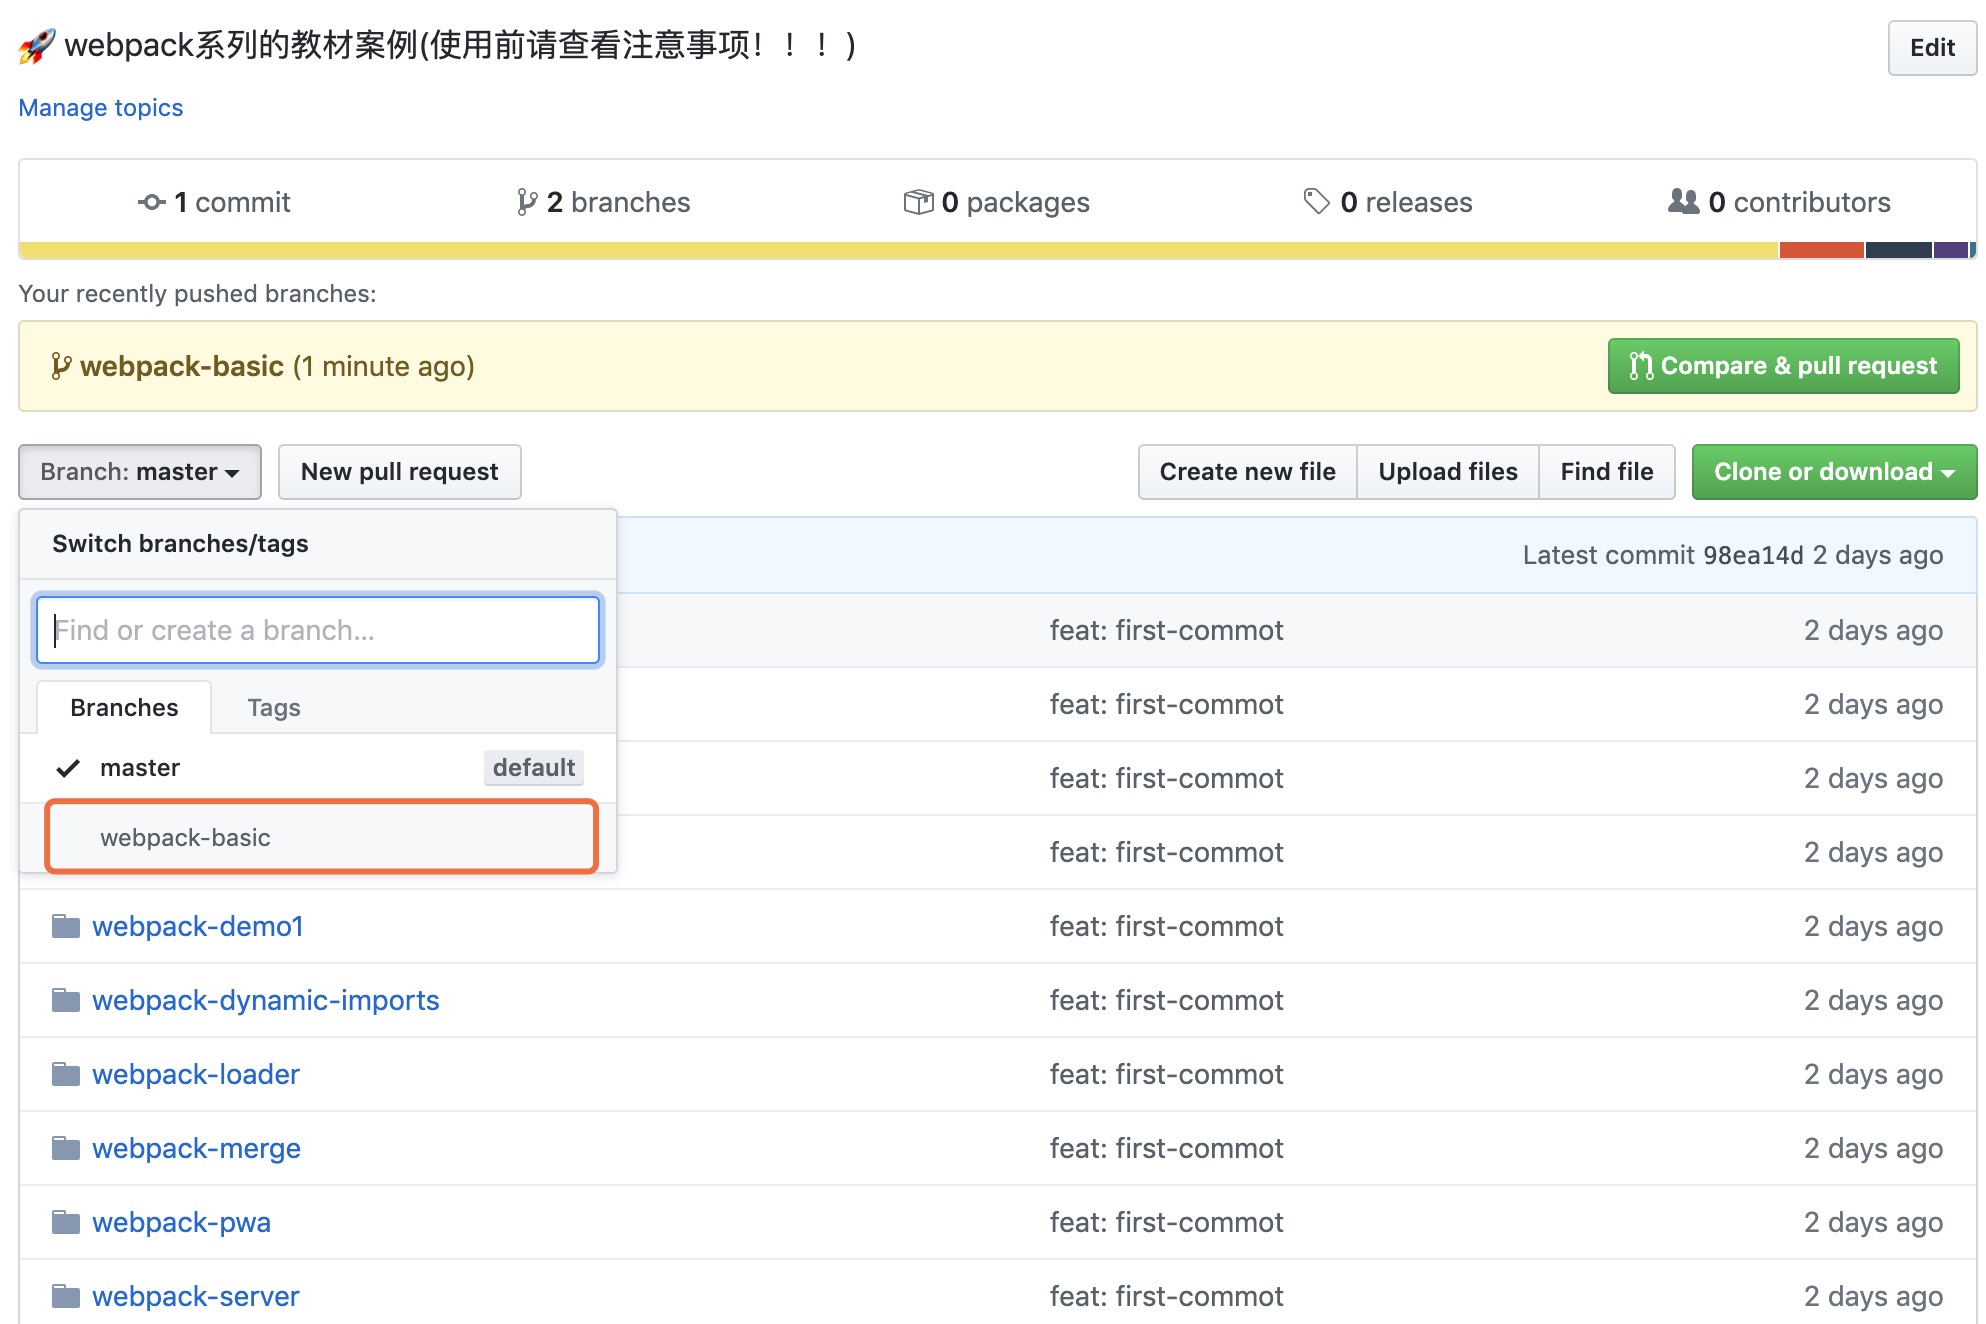 🚀 webpack系列的教材案例(使用前请查看注意事项！！！)
Edit
Manage topics
1 commit
2 branches
0 packages
0 releases
0 contributors
Your recently pushed branches:
webpack-basic (1 minute ago)
Compare & pull request
Branch: master
New pull request
Create new file
Upload files
Find file
Clone or download
Switch branches/tags
Latest commit 98ea14d 2 days ago
Find or create a branch...
feat: first-commot
2 days ago
Branches
Tags
feat: first-commot
2 days ago
master
default
feat: first-commot
2 days ago
webpack-basic
feat: first-commot
2 days ago
webpack-demo1
feat: first-commot
2 days ago
webpack-dynamic-imports
feat: first-commot
2 days ago
webpack-loader
feat: first-commot
2 days ago
webpack-merge
feat: first-commot
2 days ago
webpack-pwa
feat: first-commot
2 days ago
webpack-server
feat: first-commot
2 days ago